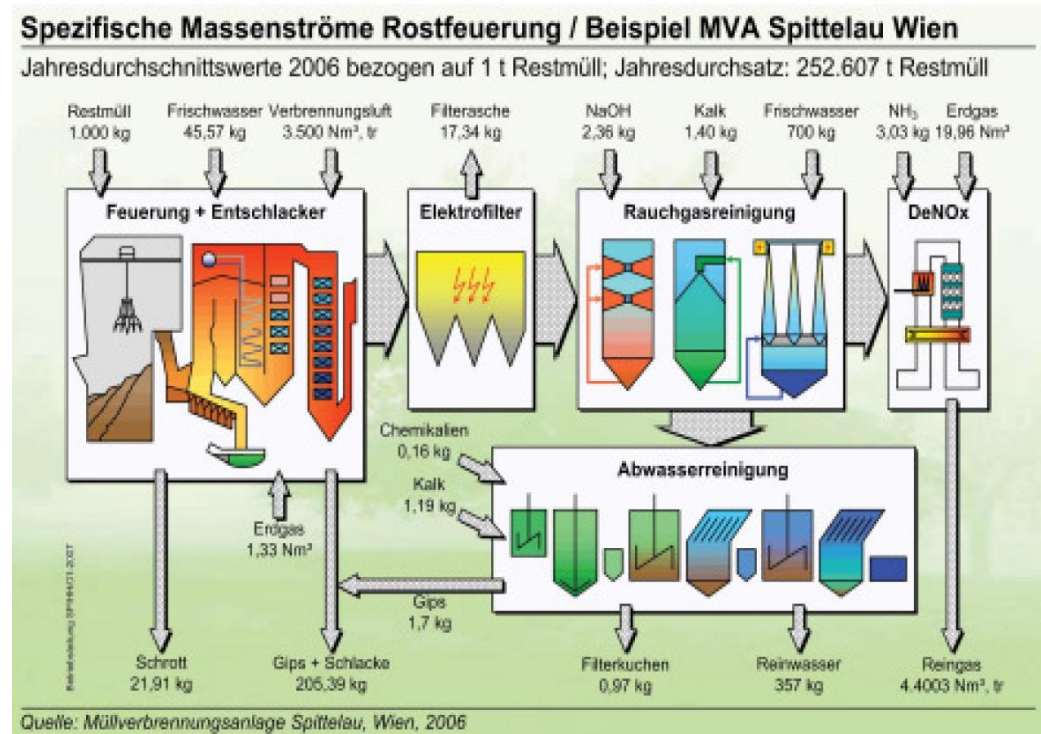 Spezifische Massenströme Rostfeuerung / Beispiel MVA Spittelau Wien
Jahresdurchschnittswerte 2006 bezogen auf 1 t Restmüll; Jahresdurchsatz: 252.607 t Restmüll
Restmüll
1.000 kg
Frischwasser
45,57 kg
Verbrennungsluft
3.500 Nm³, tr
Filterasche
17,34 kg
NaOH
2,36 kg
Kalk
1,40 kg
Frischwasser
700 kg
NH₃
3,03 kg
Erdgas
19,96 Nm³
Feuerung + Entschlacker
Elektrofilter
Rauchgasreinigung
DeNOx
Chemikalien
0,16 kg
Kalk
1,19 kg
Abwasserreinigung
Erdgas
1,33 Nm³
Gips
1,7 kg
Schrott
21,91 kg
Gips + Schlacke
205,39 kg
Filterkuchen
0,97 kg
Reinwasser
357 kg
Reingas
4.4003 Nm³, tr
Quelle: Müllverbrennungsanlage Spittelau, Wien, 2006